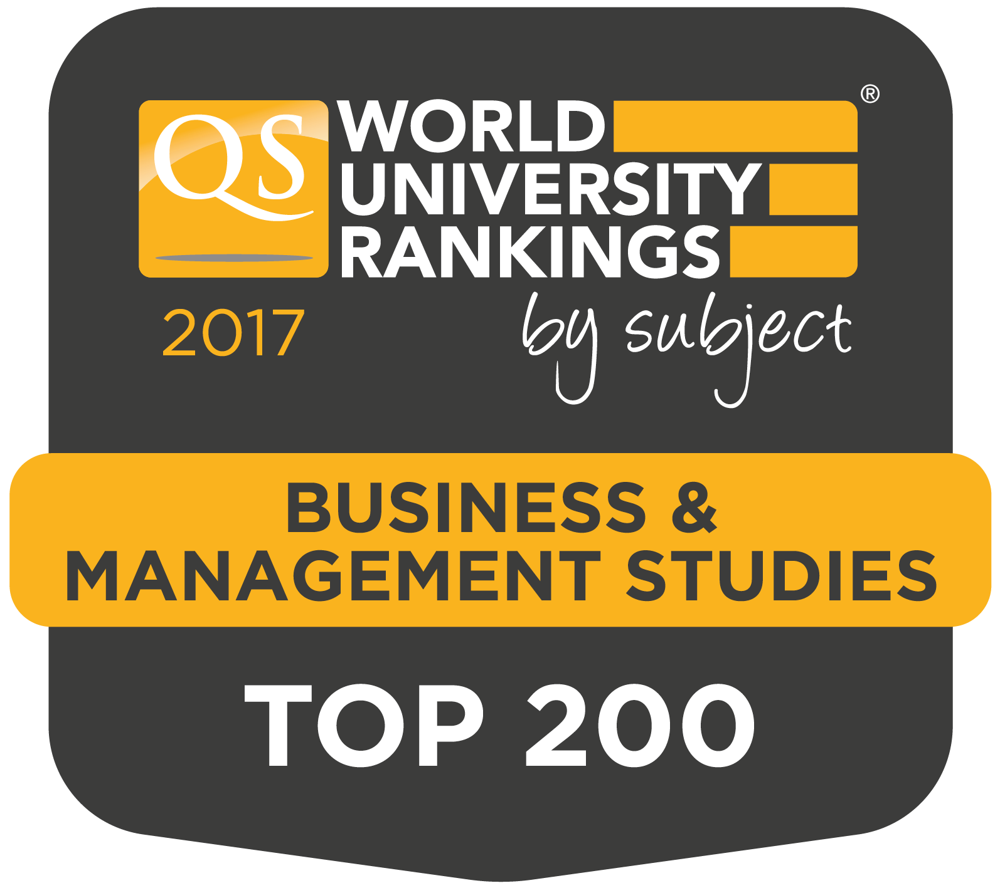 QS WORLD ®
UNIVERSITY
RANKINGS
2017 by subject
BUSINESS &
MANAGEMENT STUDIES
TOP 200